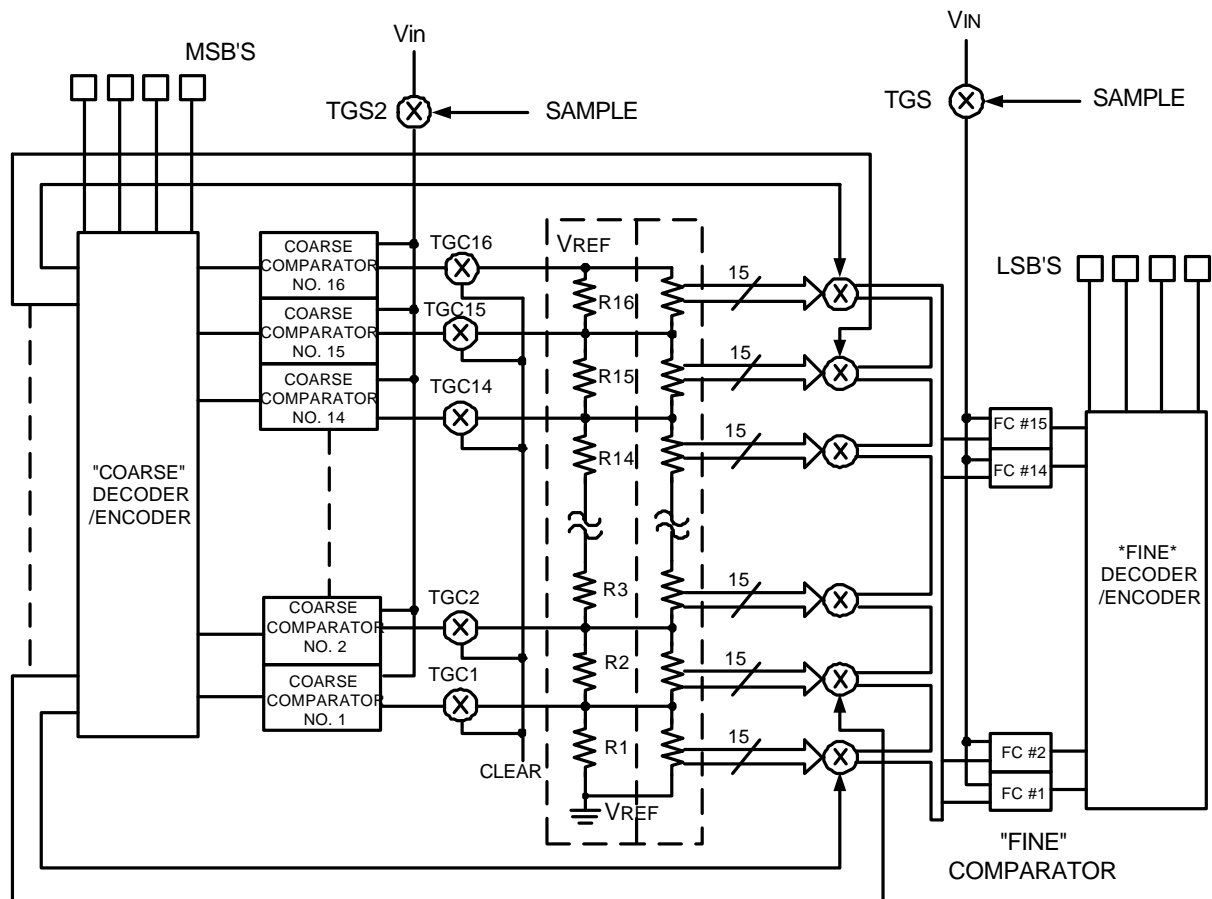 Vin
VIN
MSB'S
TGS2
SAMPLE
TGS
SAMPLE
COARSE
COMPARATOR
NO. 16
TGC16
VREF
R16
15
LSB'S
COARSE
COMPARATOR
NO. 15
TGC15
R15
15
COARSE
COMPARATOR
NO. 14
TGC14
R14
15
FC #15
FC #14
"COARSE"
DECODER
/ENCODER
*FINE*
DECODER
/ENCODER
R3
15
COARSE
COMPARATOR
NO. 2
TGC2
R2
15
COARSE
COMPARATOR
NO. 1
TGC1
R1
15
FC #2
FC #1
CLEAR
VREF
"FINE"
COMPARATOR